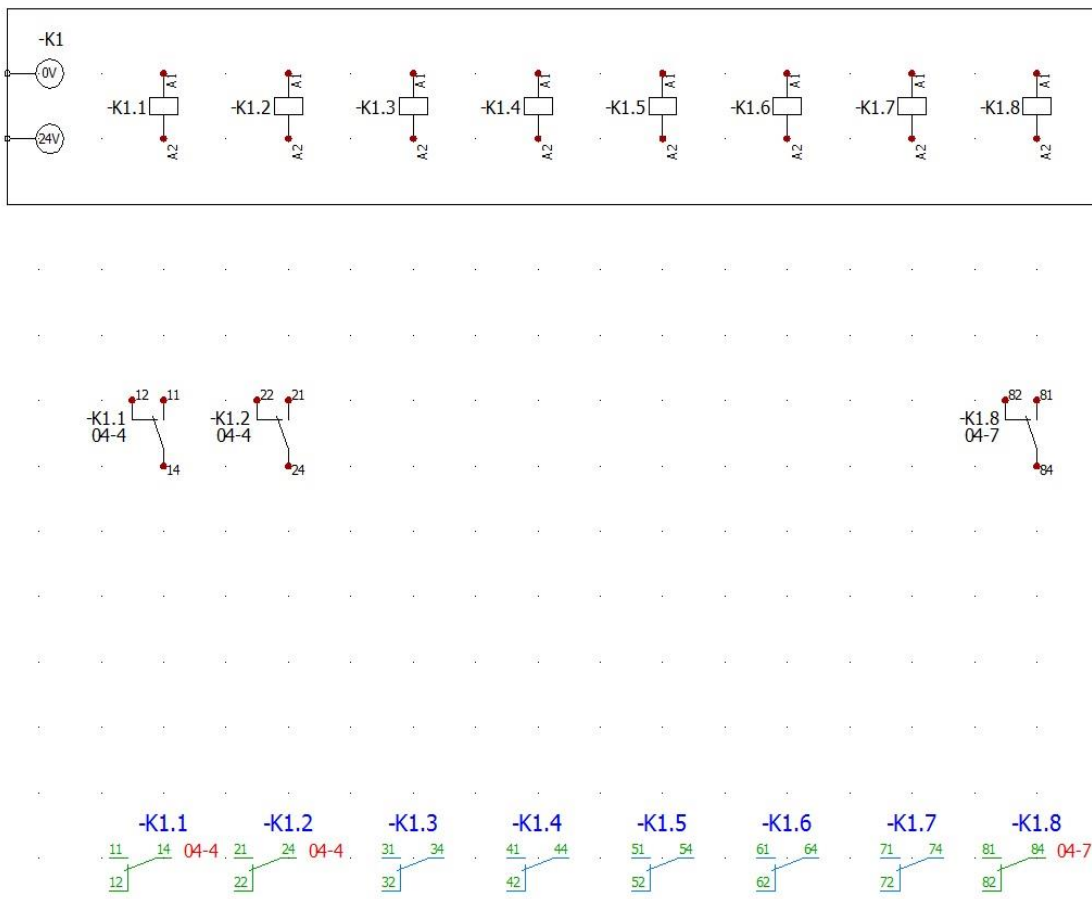 -K1
0V
A1 A1 A1 A1 A1 A1 A1 A1
-K1.1 -K1.2 -K1.3 -K1.4 -K1.5 -K1.6 -K1.7 -K1.8
24V
A2 A2 A2 A2 A2 A2 A2 A2
12 11 22 21 82 81
-K1.1 -K1.2 -K1.8
04-4 04-4 04-7
14 24 84
-K1.1 -K1.2 -K1.3 -K1.4 -K1.5 -K1.6 -K1.7 -K1.8
11 14 04-4 21 24 04-4 31 34 41 44 51 54 61 64 71 74 81 84 04-7
12 22 32 42 52 62 72 82